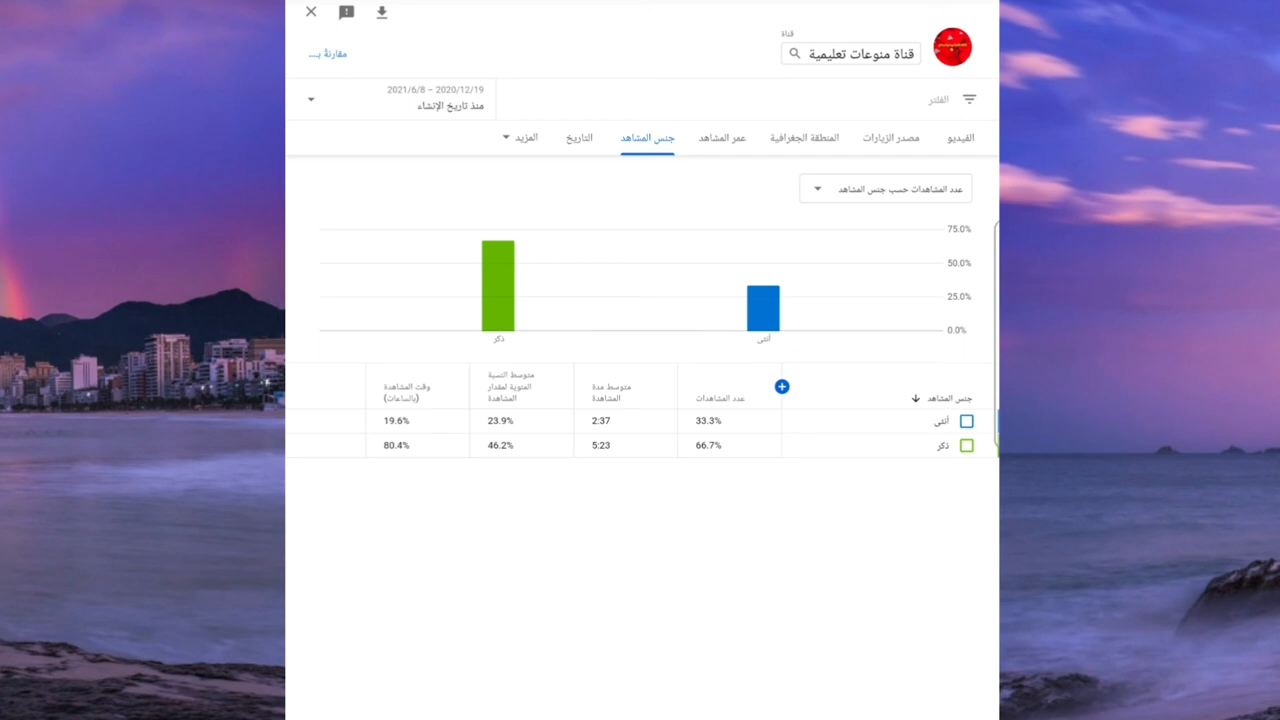 قناة
قناة منوعات تعليمية
مقارنةً بـ...
الفلتر
2020/12/19 – 2021/6/8
منذ تاريخ الإنشاء
الفيديو
مصدر الزيارات
المنطقة الجغرافية
عمر المشاهد
جنس المشاهد
التاريخ
المزيد
عدد المشاهدات حسب جنس المشاهد
75.0%
50.0%
25.0%
0.0%
أنثى
ذكر
جنس المشاهد
عدد المشاهدات
متوسط مدة
المشاهدة
متوسط النسبة
المئوية لمقدار
المشاهدة
وقت المشاهدة
(بالساعات)
أنثى 33.3% 2:37 23.9% 19.6%
ذكر 66.7% 5:23 46.2% 80.4%